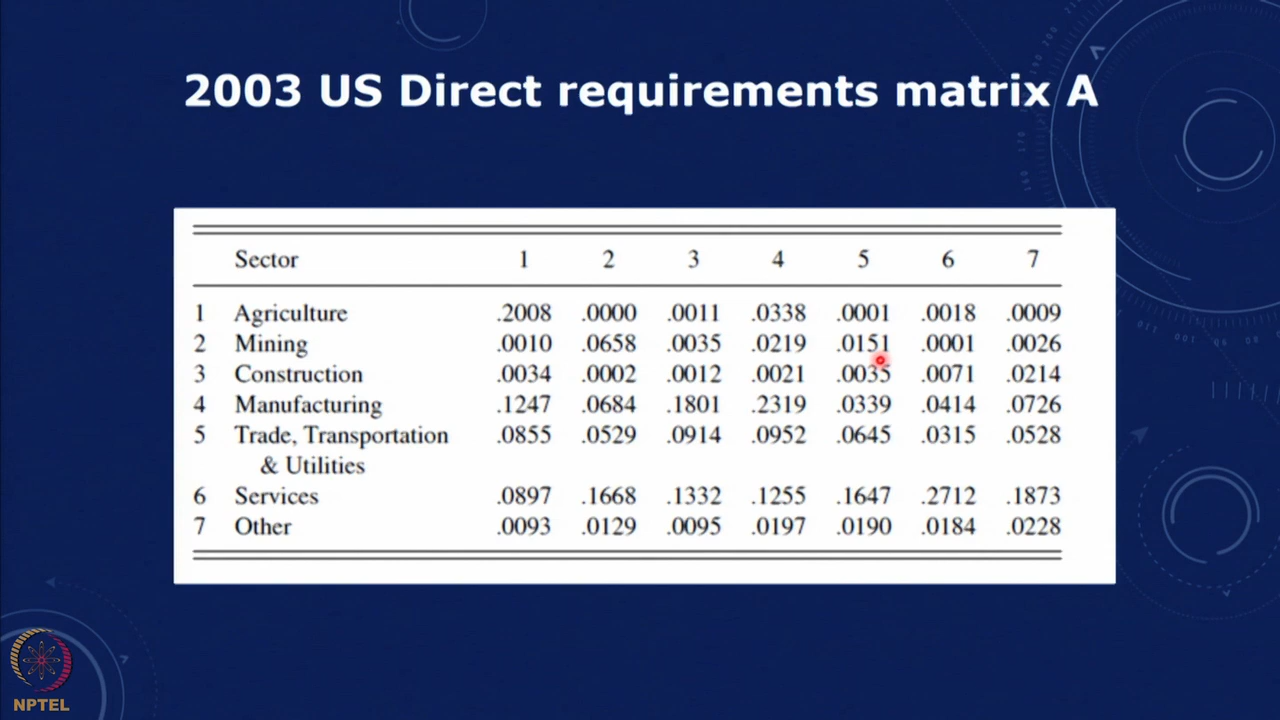 2003 US Direct requirements matrix A
Sector 1 2 3 4 5 6 7
1 Agriculture .2008 .0000 .0011 .0338 .0001 .0018 .0009
2 Mining .0010 .0658 .0035 .0219 .0151 .0001 .0026
3 Construction .0034 .0002 .0012 .0021 .0035 .0071 .0214
4 Manufacturing .1247 .0684 .1801 .2319 .0339 .0414 .0726
5 Trade, Transportation .0855 .0529 .0914 .0952 .0645 .0315 .0528
& Utilities
6 Services .0897 .1668 .1332 .1255 .1647 .2712 .1873
7 Other .0093 .0129 .0095 .0197 .0190 .0184 .0228
NPTEL